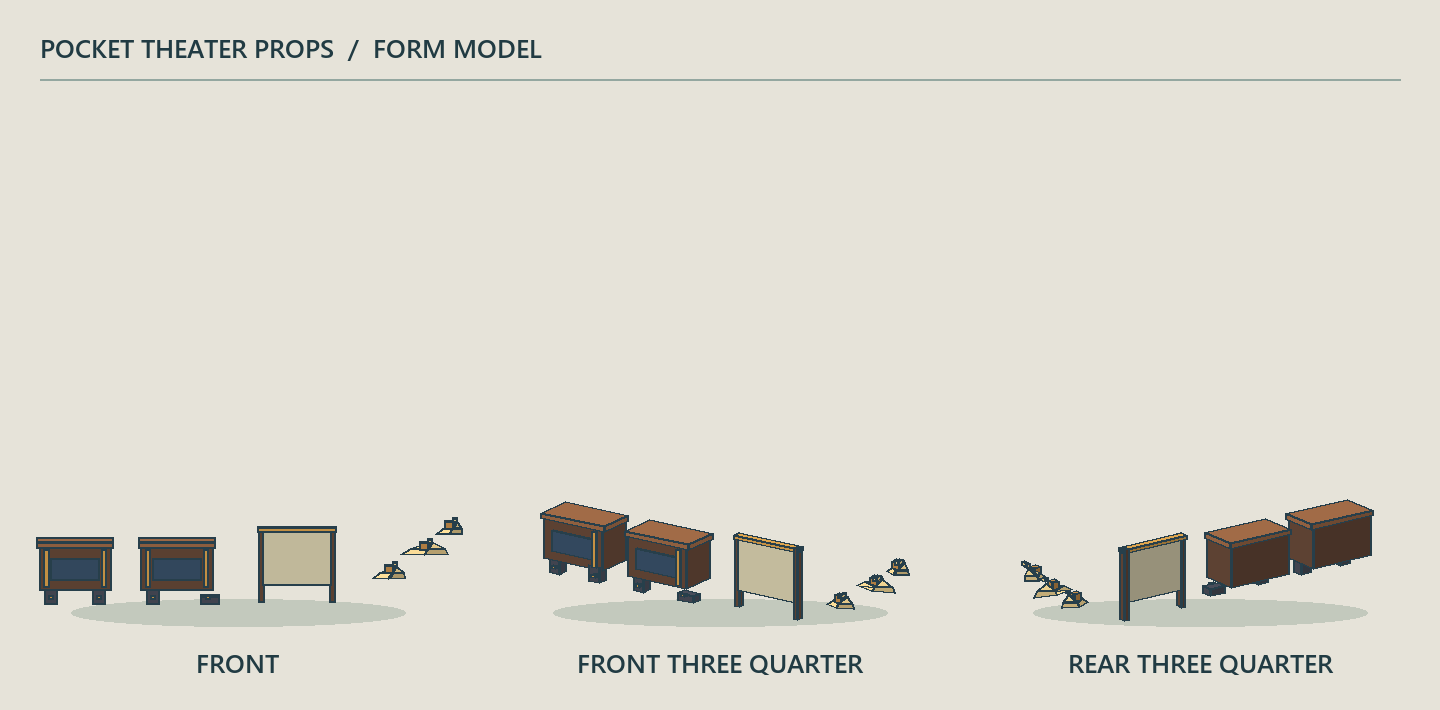 POCKET THEATER PROPS / FORM MODEL
FRONT
FRONT THREE QUARTER
REAR THREE QUARTER